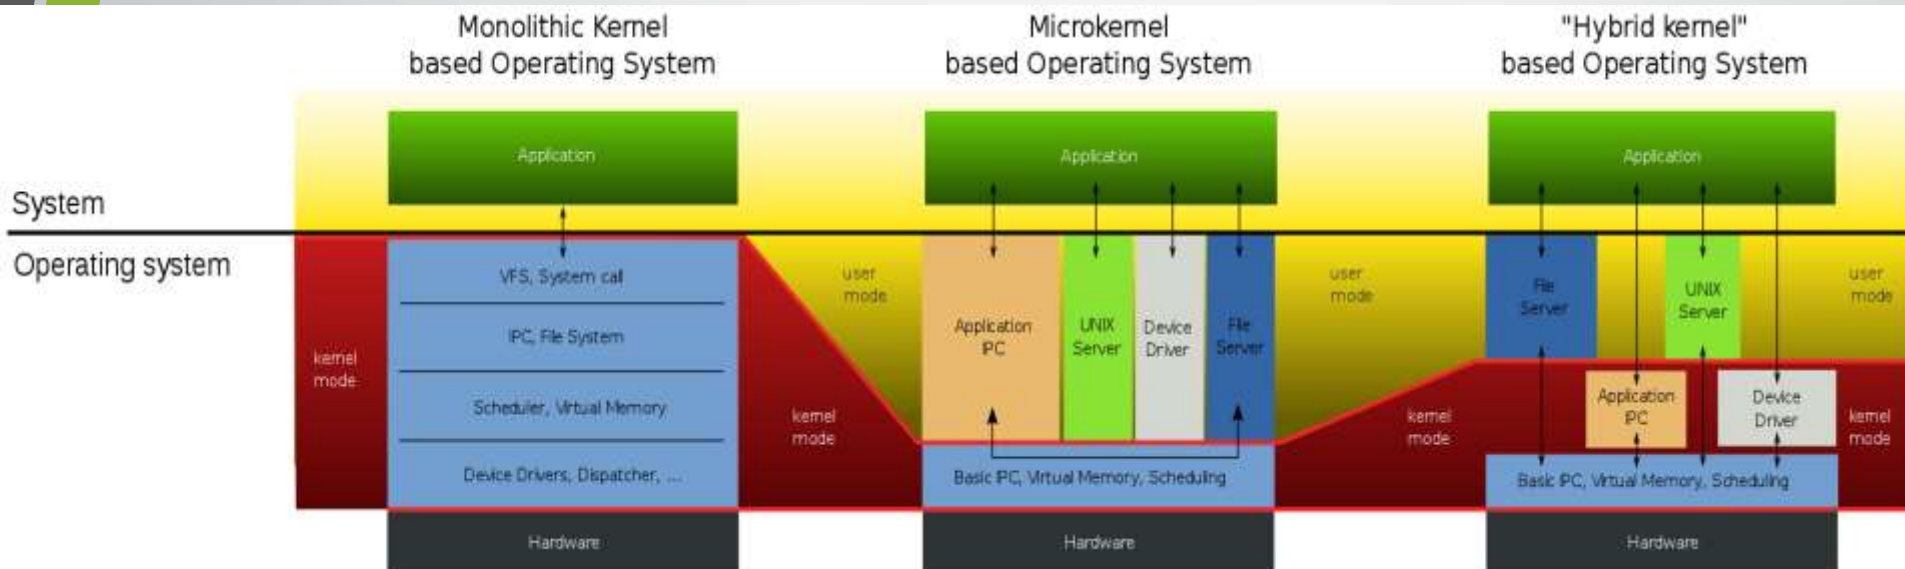 Monolithic Kernel
based Operating System
Microkernel
based Operating System
"Hybrid kernel"
based Operating System
System
Operating system
Application
kernel
mode
VFS, System call
IPC, File System
Scheduler, Virtual Memory
Device Drivers, Dispatcher, ...
Hardware
kernel
mode
user
mode
Application
Application
IPC
UNIX
Server
Device
Driver
File
Server
Basic IPC, Virtual Memory, Scheduling
Hardware
user
mode
kernel
mode
Application
File
Server
UNIX
Server
Application
IPC
Device
Driver
Basic IPC, Virtual Memory, Scheduling
Hardware
user
mode
kernel
mode